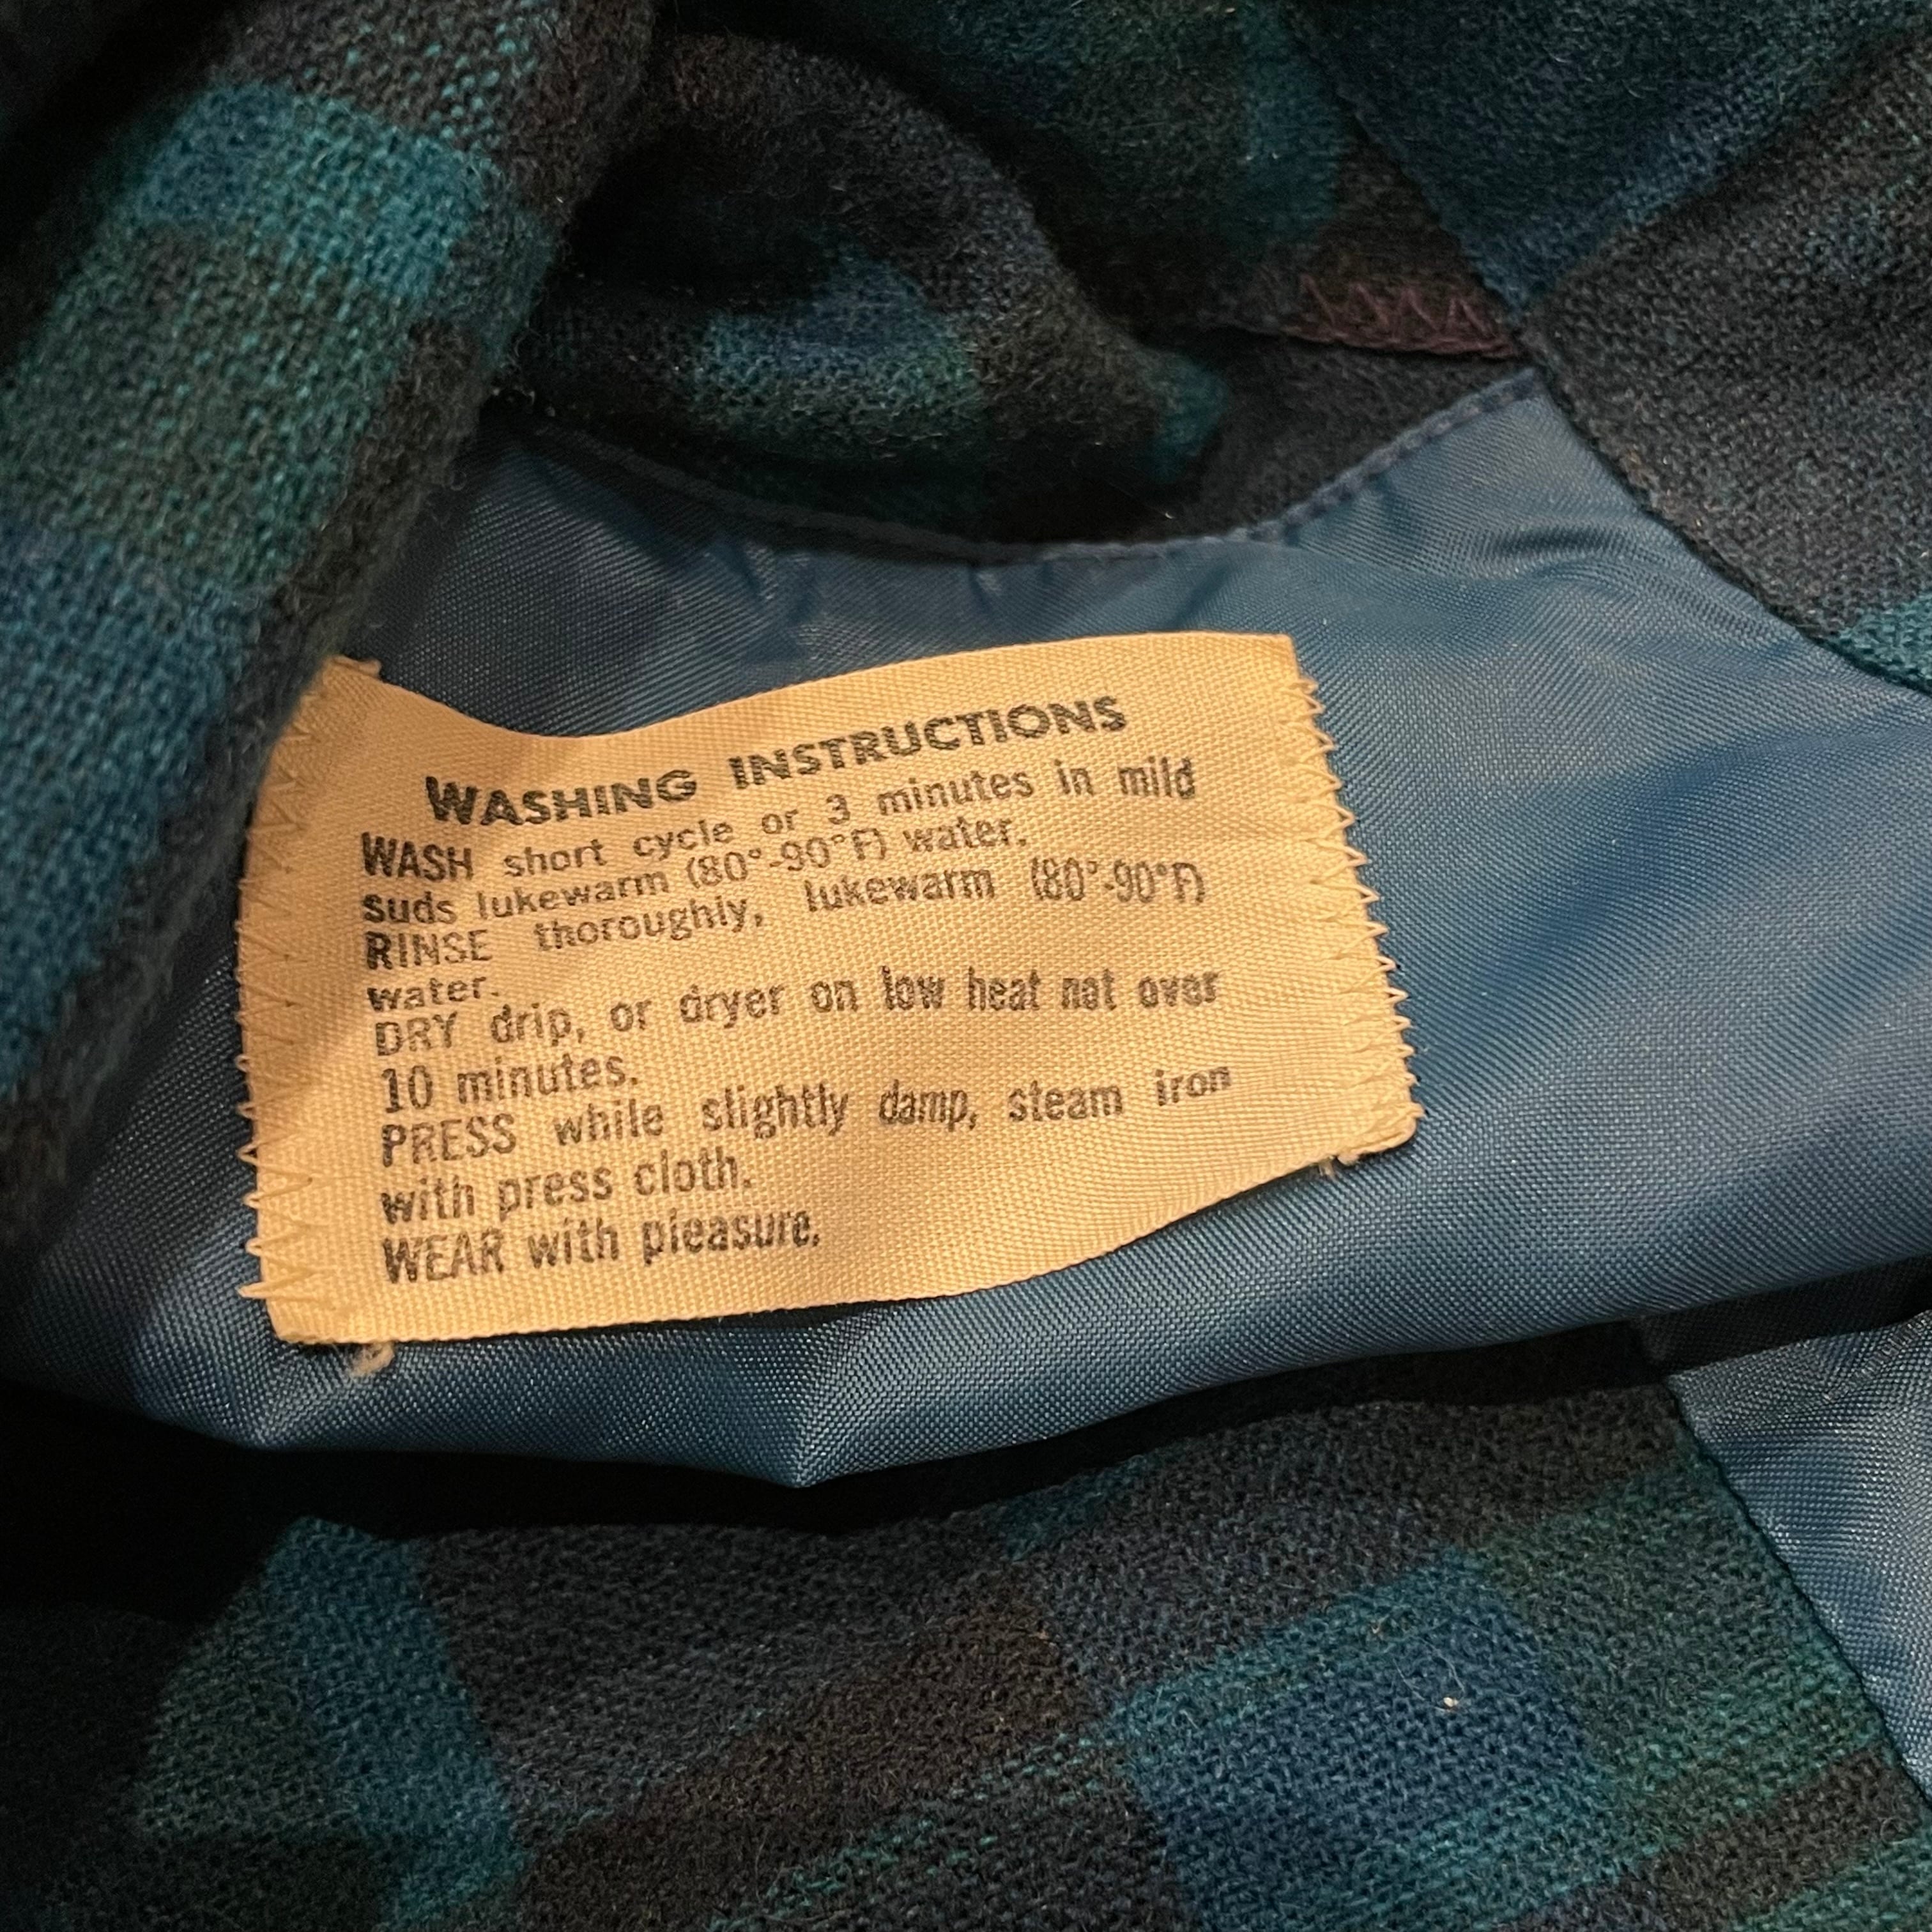 WASHING INSTRUCTIONS
WASH short cycle or 3 minutes in mild
suds lukewarm (80°-90°F) water.
RINSE thoroughly, lukewarm (80°-90°F)
water.
DRY drip, or dryer on low heat not over
10 minutes.
PRESS while slightly damp, steam iron
with press cloth.
WEAR with pleasure.